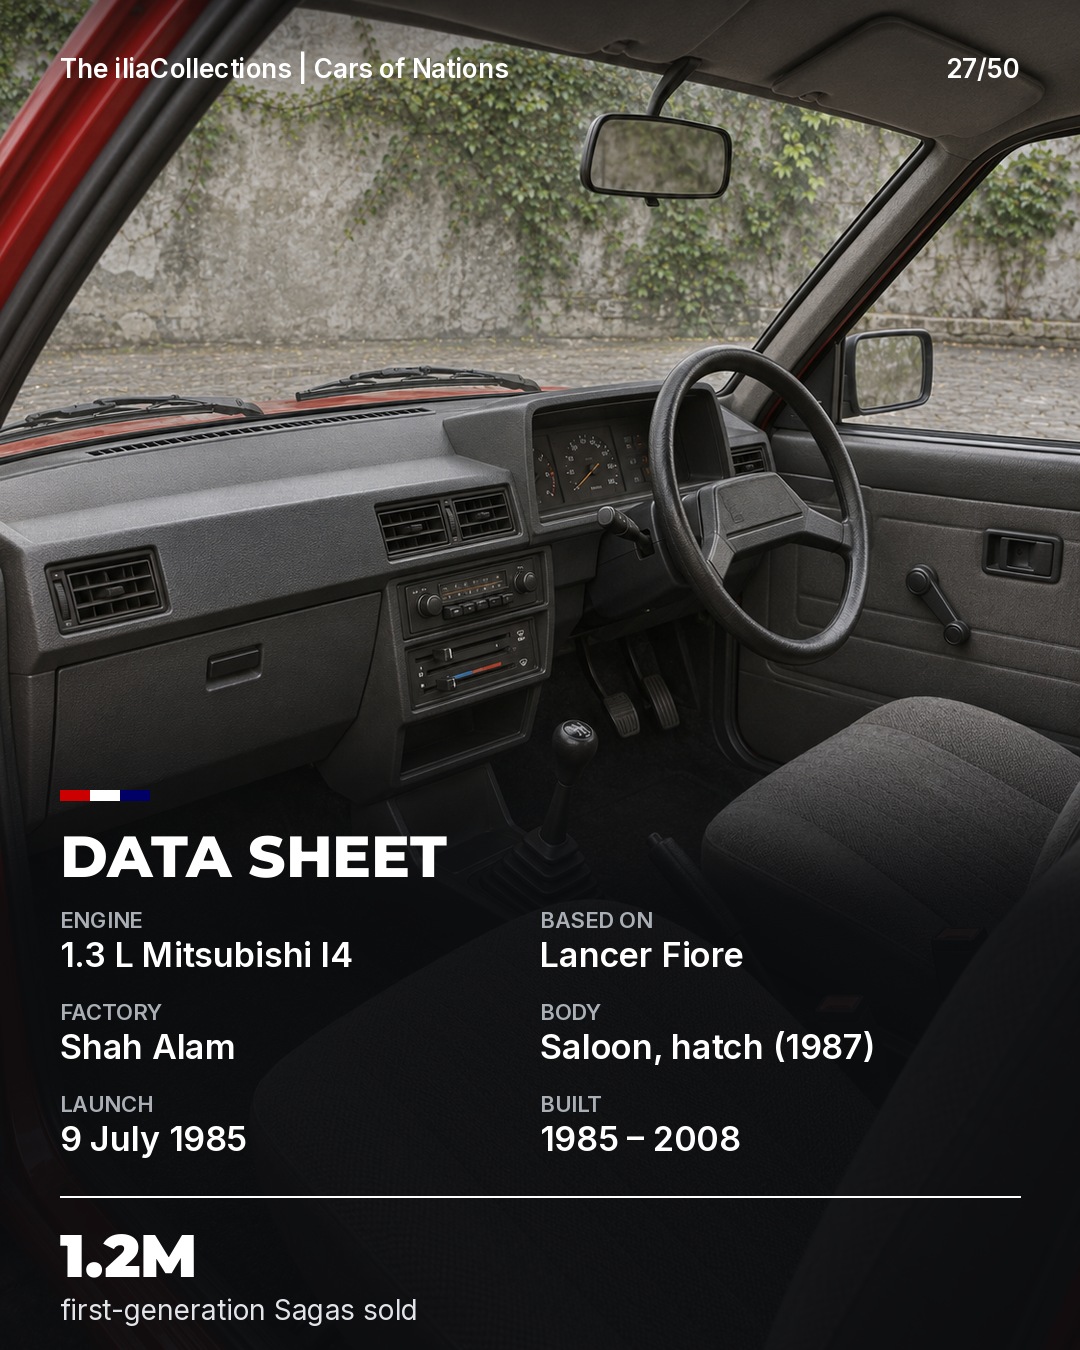 The iliaCollections | Cars of Nations
27/50
DATA SHEET
ENGINE
1.3 L Mitsubishi I4
BASED ON
Lancer Fiore
FACTORY
Shah Alam
BODY
Saloon, hatch (1987)
LAUNCH
9 July 1985
BUILT
1985 – 2008
1.2M
first-generation Sagas sold